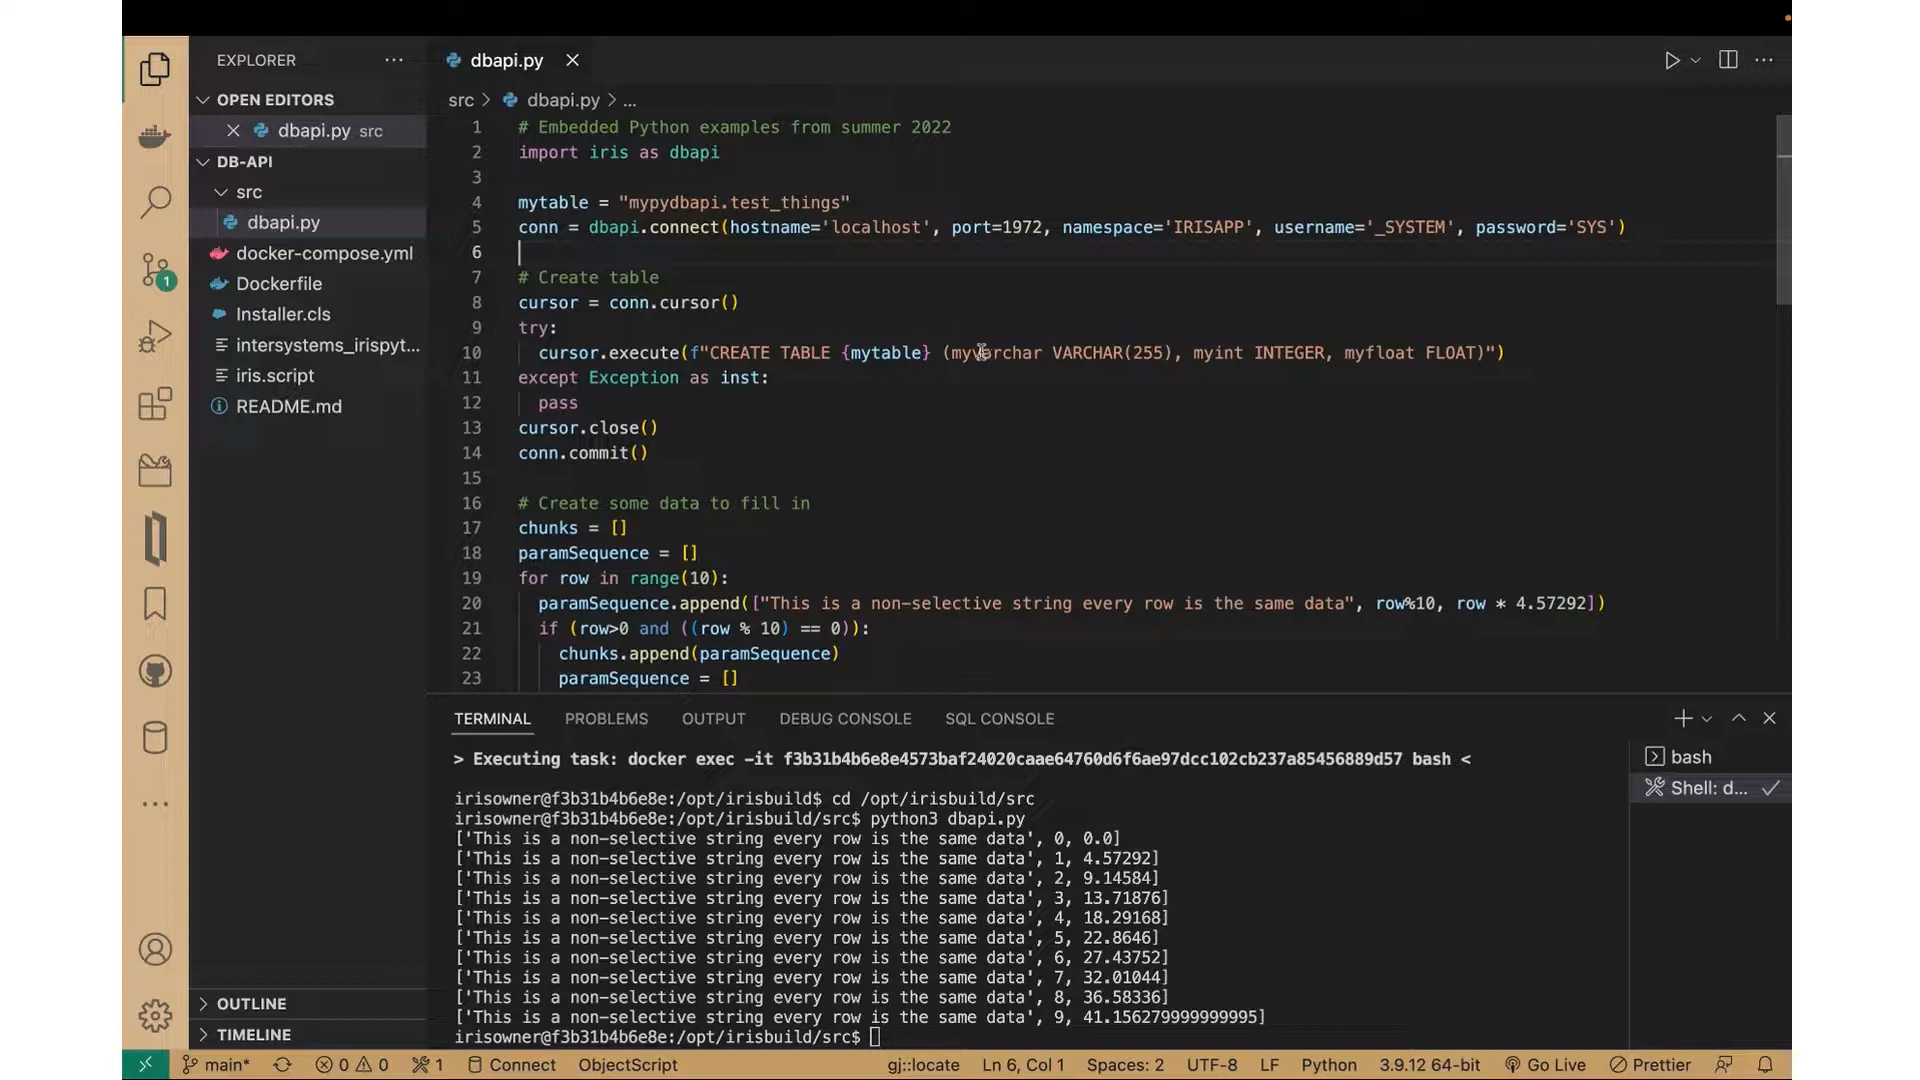 EXPLORER
OPEN EDITORS
dbapi.py src
DB-API
src
dbapi.py
docker-compose.yml
Dockerfile
Installer.cls
intersystems_irispyt...
iris.script
README.md
OUTLINE
TIMELINE
1
dbapi.py
src > dbapi.py > ...
1 # Embedded Python examples from summer 2022
2 import iris as dbapi
3
4 mytable = "mypydbapi.test_things"
5 conn = dbapi.connect(hostname='localhost', port=1972, namespace='IRISAPP', username='_SYSTEM', password='SYS')
6
7 # Create table
8 cursor = conn.cursor()
9 try:
10 cursor.execute(f"CREATE TABLE {mytable} (myvarchar VARCHAR(255), myint INTEGER, myfloat FLOAT)")
11 except Exception as inst:
12 pass
13 cursor.close()
14 conn.commit()
15
16 # Create some data to fill in
17 chunks = []
18 paramSequence = []
19 for row in range(10):
20 paramSequence.append(["This is a non-selective string every row is the same data", row%10, row * 4.57292])
21 if (row>0 and ((row % 10) == 0)):
22 chunks.append(paramSequence)
23 paramSequence = []
TERMINAL PROBLEMS OUTPUT DEBUG CONSOLE SQL CONSOLE
> Executing task: docker exec -it f3b31b4b6e8e4573baf24020caae64760d6f6ae97dcc102cb237a85456889d57 bash <
irisowner@f3b31b4b6e8e:/opt/irisbuild$ cd /opt/irisbuild/src
irisowner@f3b31b4b6e8e:/opt/irisbuild/src$ python3 dbapi.py
['This is a non-selective string every row is the same data', 0, 0.0]
['This is a non-selective string every row is the same data', 1, 4.57292]
['This is a non-selective string every row is the same data', 2, 9.14584]
['This is a non-selective string every row is the same data', 3, 13.71876]
['This is a non-selective string every row is the same data', 4, 18.29168]
['This is a non-selective string every row is the same data', 5, 22.8646]
['This is a non-selective string every row is the same data', 6, 27.43752]
['This is a non-selective string every row is the same data', 7, 32.01044]
['This is a non-selective string every row is the same data', 8, 36.58336]
['This is a non-selective string every row is the same data', 9, 41.156279999999995]
irisowner@f3b31b4b6e8e:/opt/irisbuild/src$
bash
Shell: d...
main* 0 0 1 Connect ObjectScript gj::locate Ln 6, Col 1 Spaces: 2 UTF-8 LF Python 3.9.12 64-bit Go Live Prettier